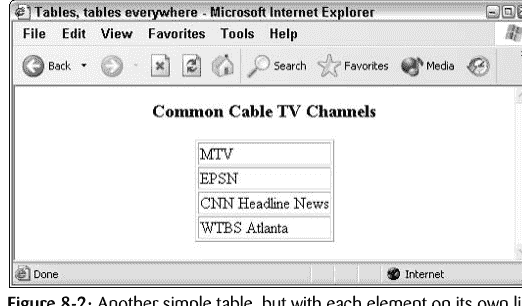 Tables, tables everywhere - Microsoft Internet Explorer
File Edit View Favorites Tools Help
Back Search Favorites Media
Common Cable TV Channels
MTV
EPSN
CNN Headline News
WTBS Atlanta
Done Internet
Figure 8-2: Another simple table, but with each element on its own li